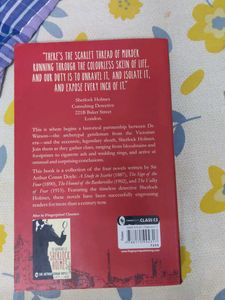 "THERE'S THE SCARLET THREAD OF MURDER
RUNNING THROUGH THE COLOURLESS SKEIN OF LIFE,
AND OUR DUTY IS TO UNRAVEL IT, AND ISOLATE IT,
AND EXPOSE EVERY INCH OF IT."
Sherlock Holmes
Consulting Detective
221B Baker Street
London.
This is where begins a historical partnership between Dr
Watson—the archetypal gentleman from the Victorian
era—and the eccentric, legendary sleuth, Sherlock Holmes.
Join them as they gather clues, ranging from bloodstains and
footprints to cigarette ash and wedding rings, and arrive at
unusual and surprising conclusions.
This book is a collection of the four novels written by Sir
Arthur Conan Doyle: A Study in Scarlet (1887), The Sign of the
Four (1890), The Hound of the Baskervilles (1902), and The Valley
of Fear (1915). Featuring the timeless detective Sherlock
Holmes, these novels have been successfully engrossing
readers for more than a century now.
Also in Fingerprint! Classics
SHERLOCK
HOLMES
CLASSICS